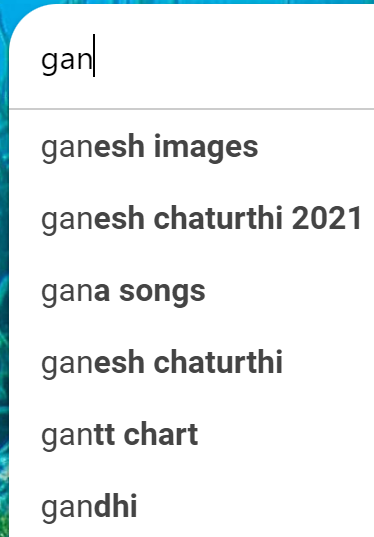 gan
ganesh images
ganesh chaturthi 2021
gana songs
ganesh chaturthi
gantt chart
gandhi